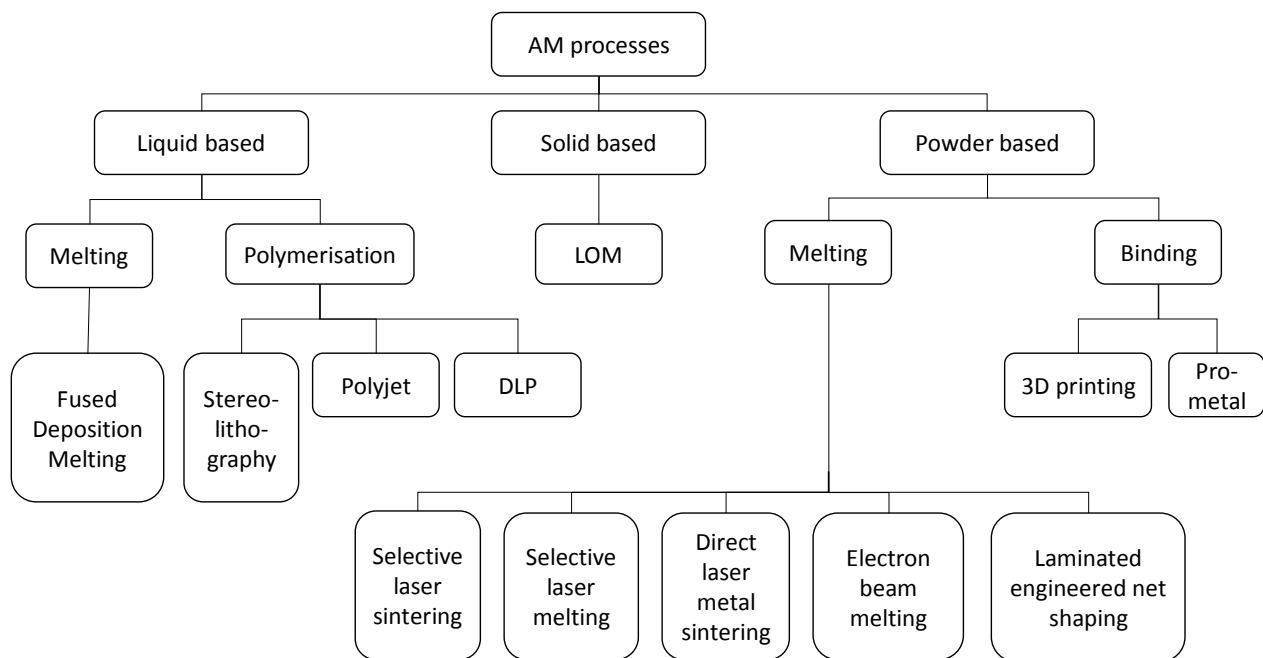 AM processes
Liquid based
Solid based
Powder based
Melting
Polymerisation
LOM
Melting
Binding
Fused
Deposition
Melting
Stereo-
litho-
graphy
Polyjet
DLP
3D printing
Pro-
metal
Selective
laser
sintering
Selective
laser
melting
Direct
laser
metal
sintering
Electron
beam
melting
Laminated
engineered net
shaping